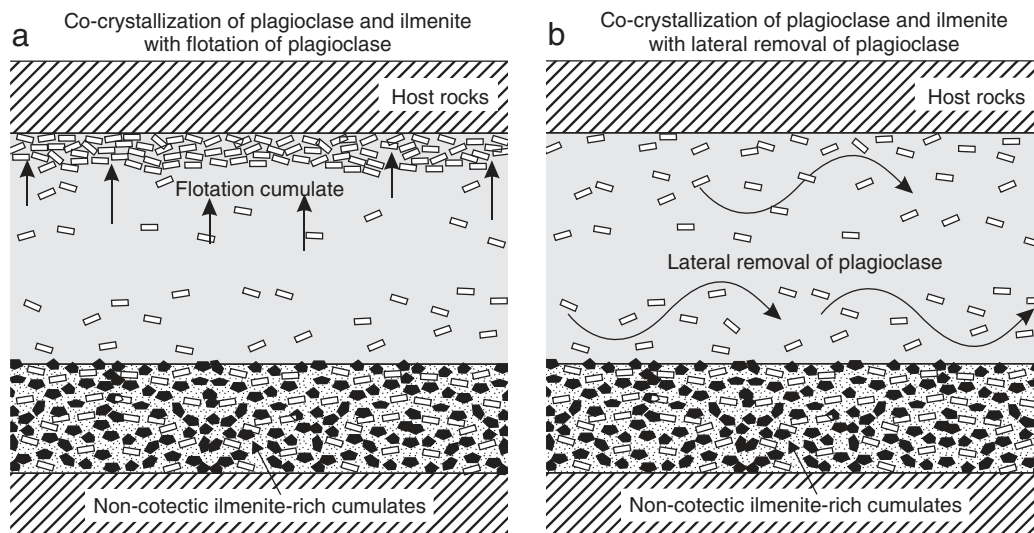 a
Co-crystallization of plagioclase and ilmenite
with flotation of plagioclase
Host rocks
Flotation cumulate
Non-cotectic ilmenite-rich cumulates
b
Co-crystallization of plagioclase and ilmenite
with lateral removal of plagioclase
Host rocks
Lateral removal of plagioclase
Non-cotectic ilmenite-rich cumulates